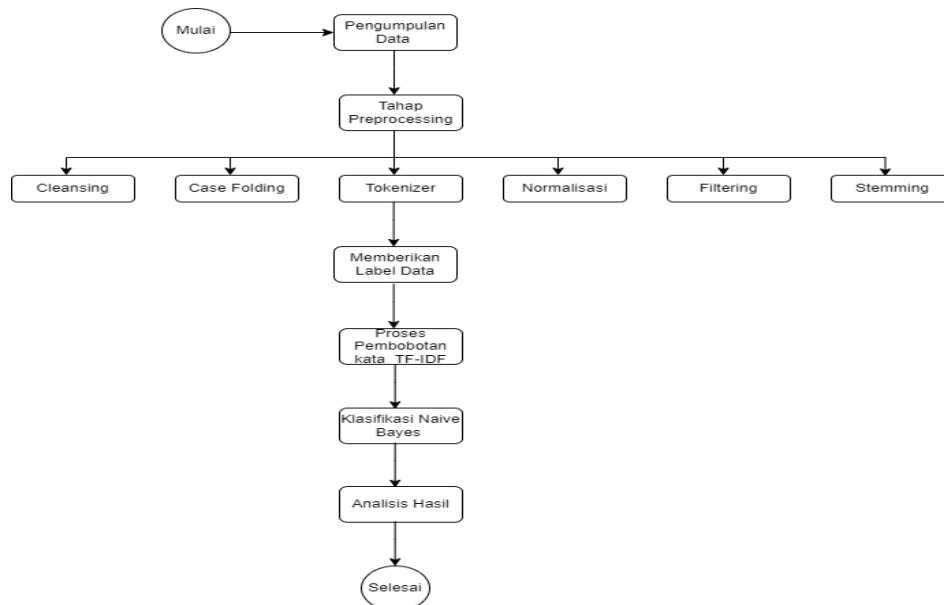 Mulai
Pengumpulan
Data
Tahap
Preprocessing
Cleansing
Case Folding
Tokenizer
Normalisasi
Filtering
Stemming
Memberikan
Label Data
Proses
Pembobotan
kata TF-IDF
Klasifikasi Naive
Bayes
Analisis Hasil
Selesai